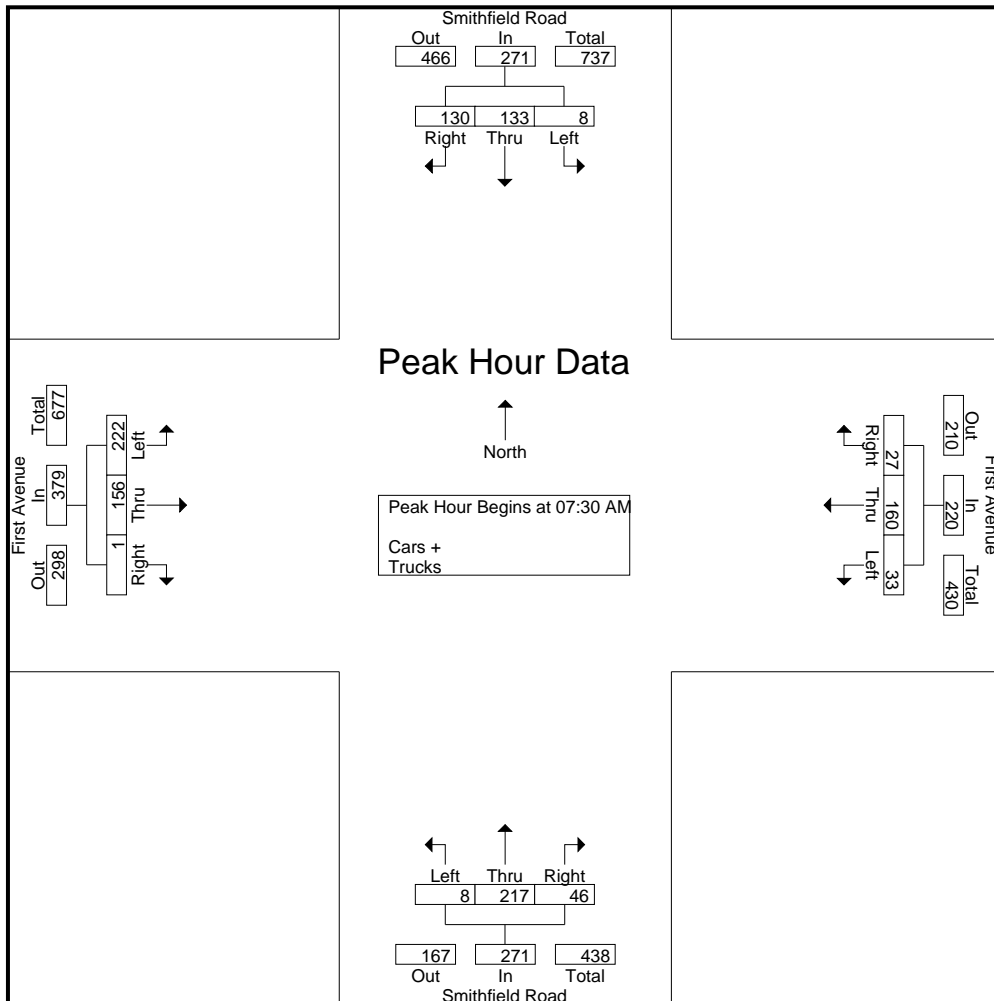 Smithfield Road
Out In Total
466 271 737
130 133 8
Right Thru Left
Peak Hour Data
North
Peak Hour Begins at 07:30 AM
Cars +
Trucks
First Avenue
Total In Out
677 379 298
222 156 1
Left Thru Right
First Avenue
Out In Total
210 220 430
27 160 33
Right Thru Left
Left Thru Right
8 217 46
167 271 438
Out In Total
Smithfield Road